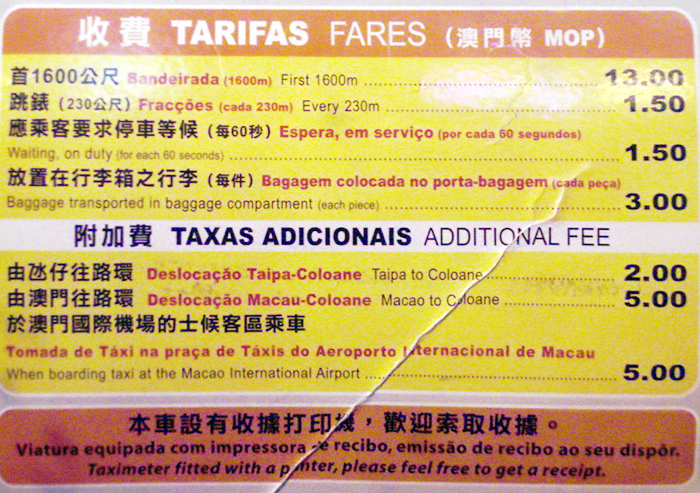 收費 TARIFAS FARES (澳門幣 MOP)
首1600公尺 Bandeirada (1600m) First 1600m 13.00
跳錶 (230公尺) Fracções (cada 230m) Every 230m 1.50
應乘客要求停車等候 (每60秒) Espera, em serviço (por cada 60 segundos)
Waiting, on duty (for each 60 seconds) 1.50
放置在行李箱之行李 (每件) Bagagem colocada no porta-bagagem (cada peça)
Baggage transported in baggage compartment (each piece) 3.00
附加費 TAXAS ADICIONAIS ADDITIONAL FEE
由氹仔往路環 Deslocação Taipa-Coloane Taipa to Coloane 2.00
由澳門往路環 Deslocação Macau-Coloane Macao to Coloane 5.00
於澳門國際機場的士候客區乘車
Tomada de Táxi na praça de Táxis do Aeroporto Internacional de Macau
When boarding taxi at the Macao International Airport 5.00
本車設有收據打印機，歡迎索取收據。
Viatura equipada com impressora de recibo, emissão de recibo ao seu dispôr.
Taximeter fitted with a printer, please feel free to get a receipt.